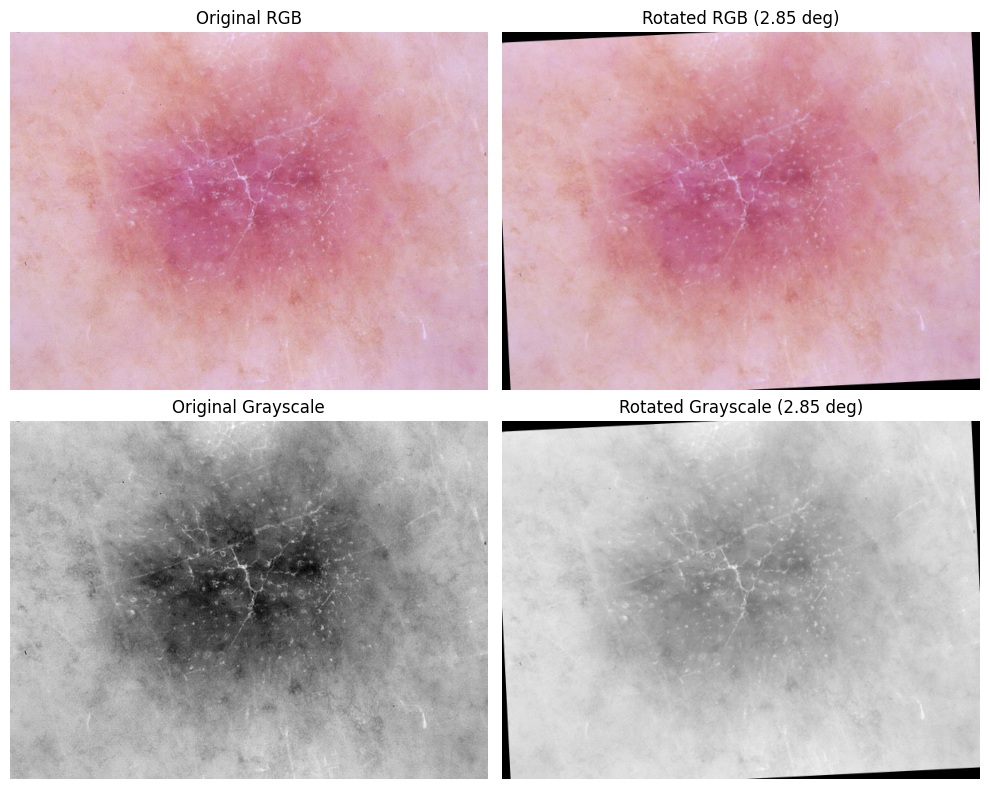 Original RGB
Rotated RGB (2.85 deg)
Original Grayscale
Rotated Grayscale (2.85 deg)